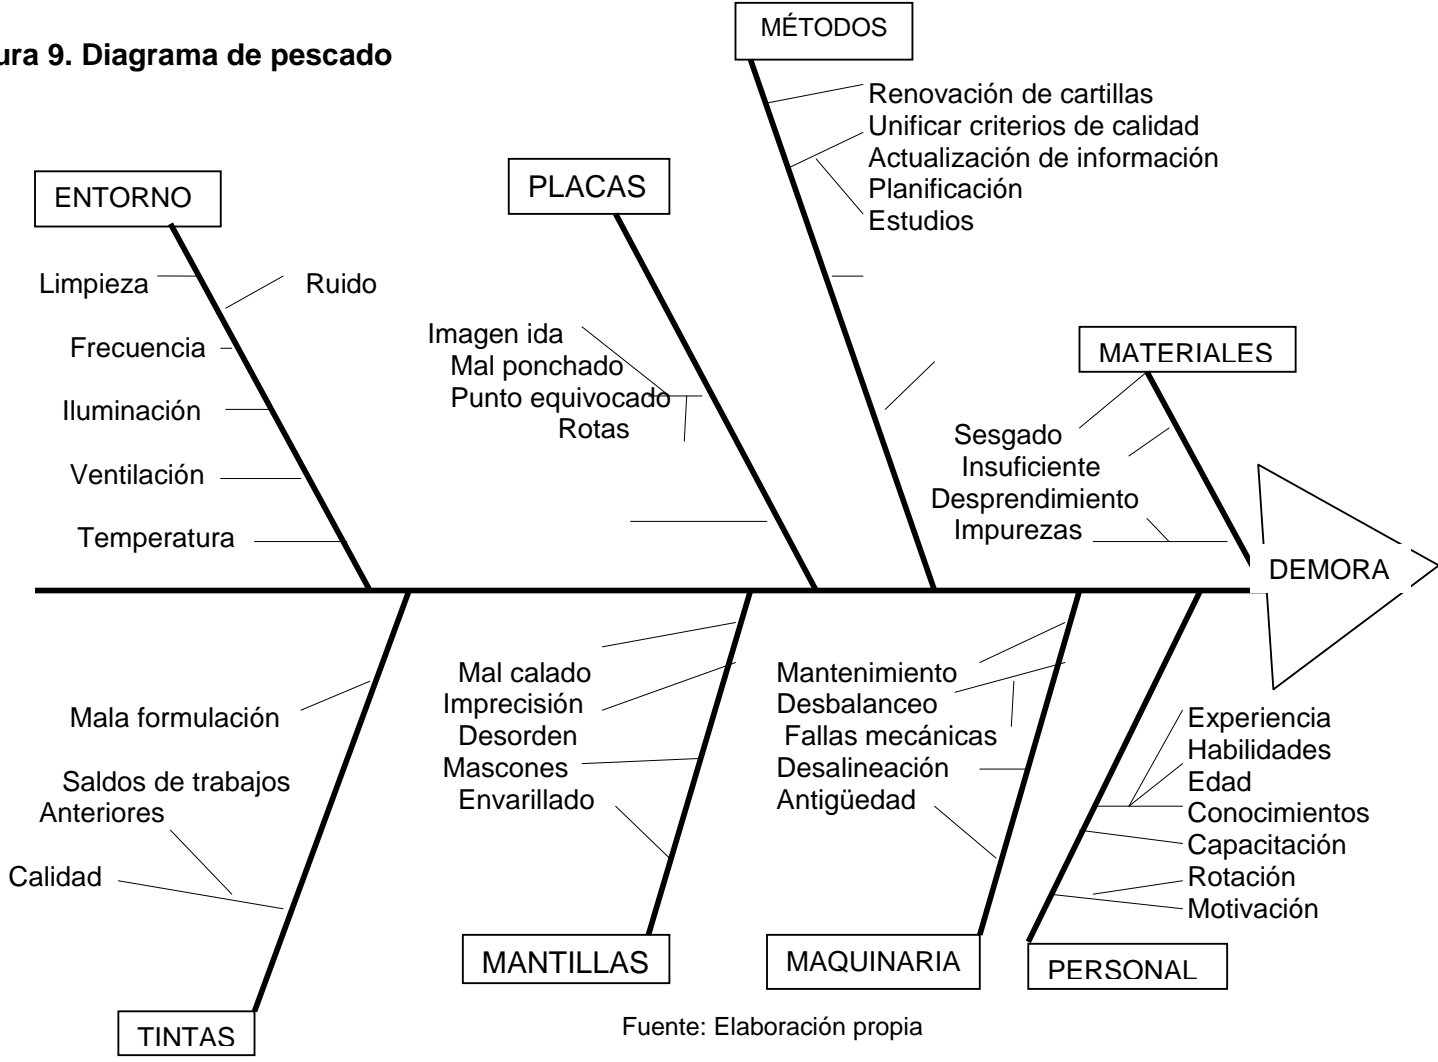 ura 9. Diagrama de pescado
MÉTODOS
Renovación de cartillas
Unificar criterios de calidad
Actualización de información
Planificación
Estudios
ENTORNO
Limpieza
Ruido
Frecuencia
Iluminación
Ventilación
Temperatura
PLACAS
Imagen ida
Mal ponchado
Punto equivocado
Rotas
MATERIALES
Sesgado
Insuficiente
Desprendimiento
Impurezas
DEMORA
Mala formulación
Saldos de trabajos
Anteriores
Calidad
TINTAS
Mal calado
Imprecisión
Desorden
Mascones
Envarillado
MANTILLAS
Mantenimiento
Desbalanceo
Fallas mecánicas
Desalineación
Antigüedad
MAQUINARIA
Experiencia
Habilidades
Edad
Conocimientos
Capacitación
Rotación
Motivación
PERSONAL
Fuente: Elaboración propia